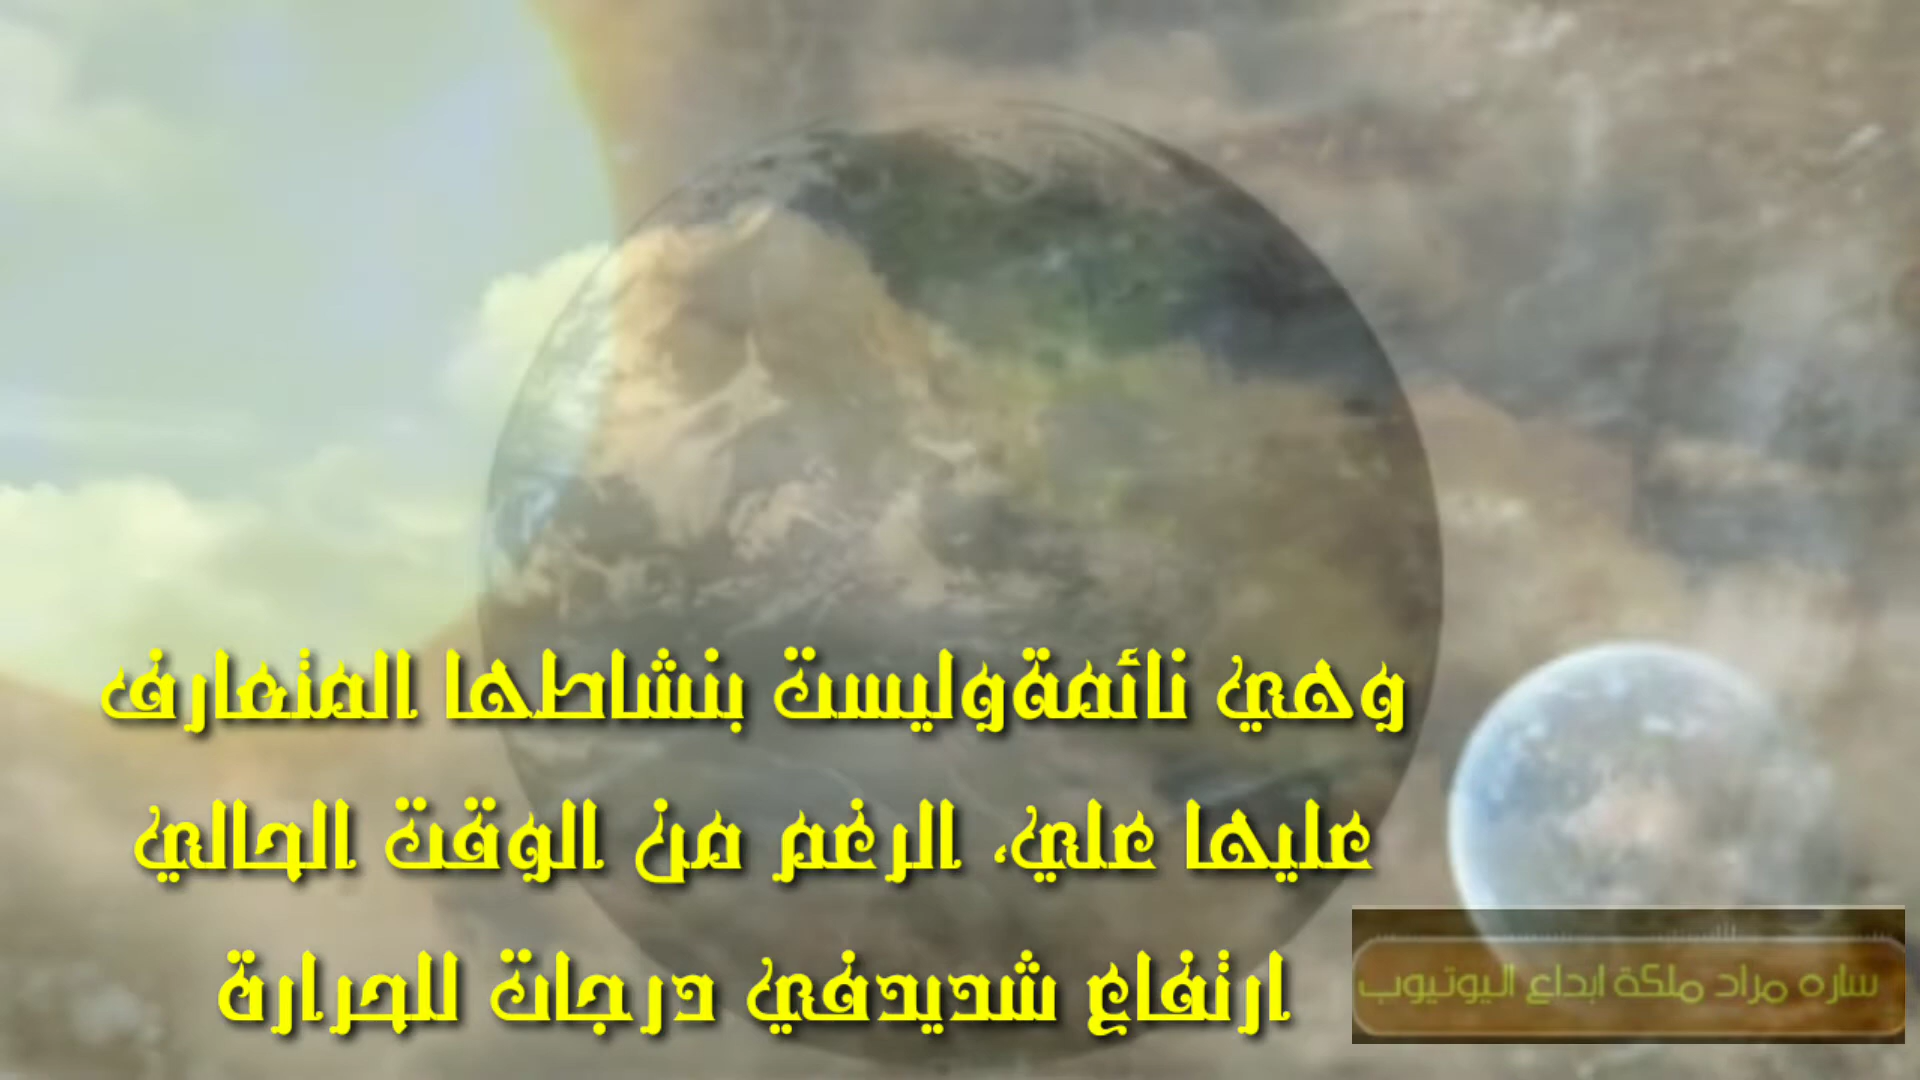 وهي نائمةوليست بنشاطها المتعارف
عليها علي، الرغم من الوقت الحالي
ارتفاع شديدفي درجات للحرارة
ساره مراد ملكة ابداع اليوتيوب